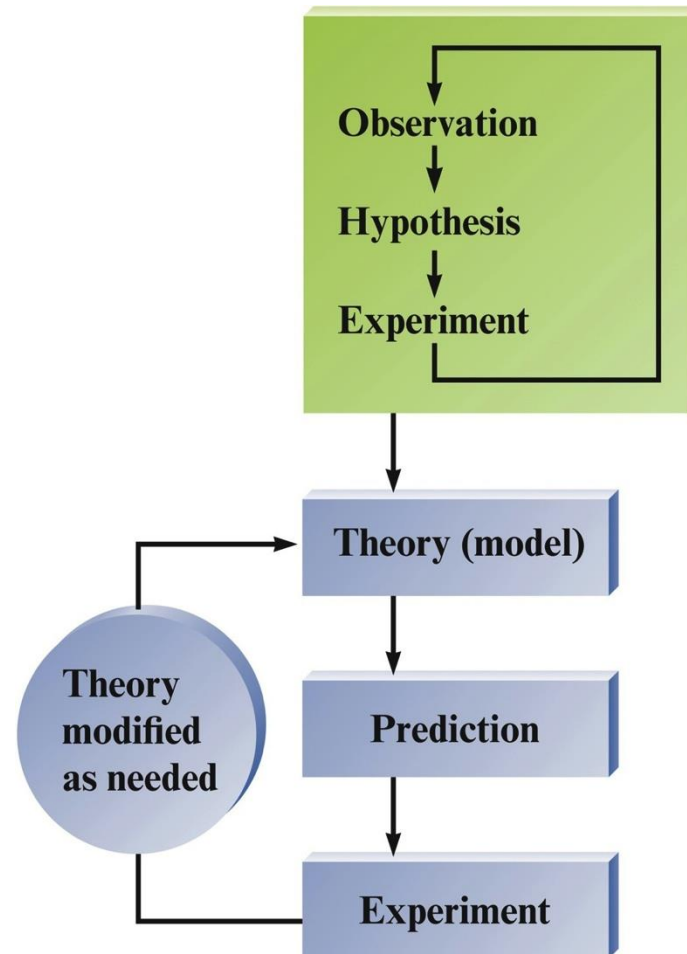 Observation
Hypothesis
Experiment
Theory (model)
Theory
modified
as needed
Prediction
Experiment